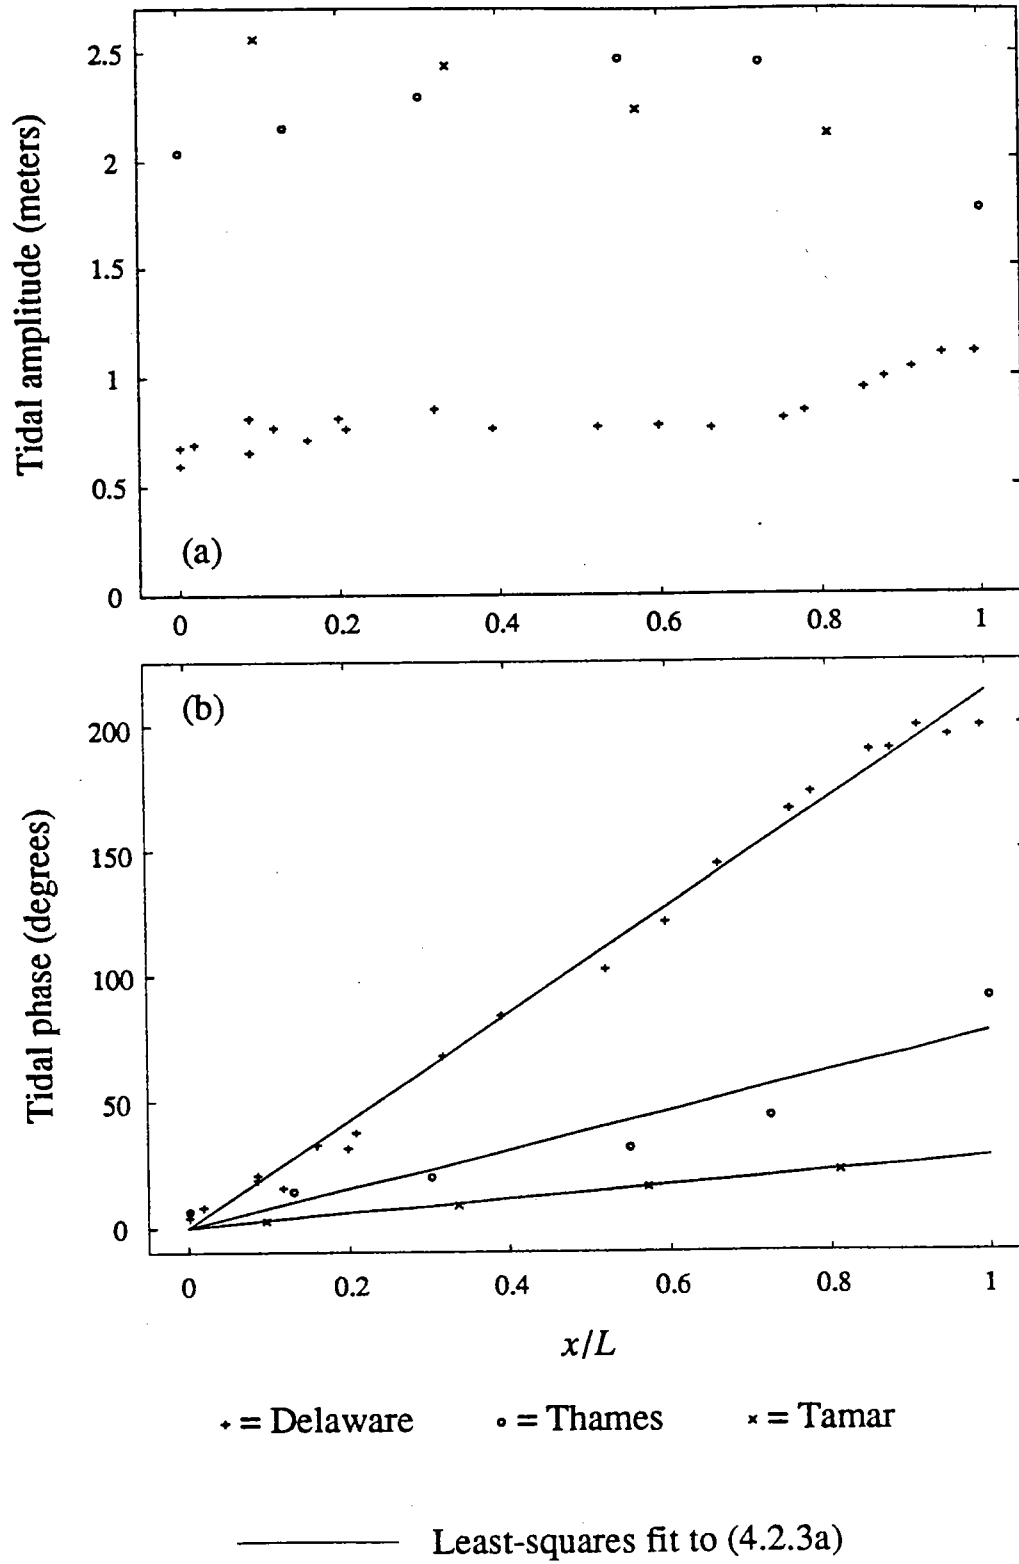 2.5
2
1.5
1
0.5
0
Tidal amplitude (meters)
(a)
0 0.2 0.4 0.6 0.8 1
(b)
200
150
100
50
0
Tidal phase (degrees)
0 0.2 0.4 0.6 0.8 1
x/L
+ = Delaware o = Thames x = Tamar
Least-squares fit to (4.2.3a)